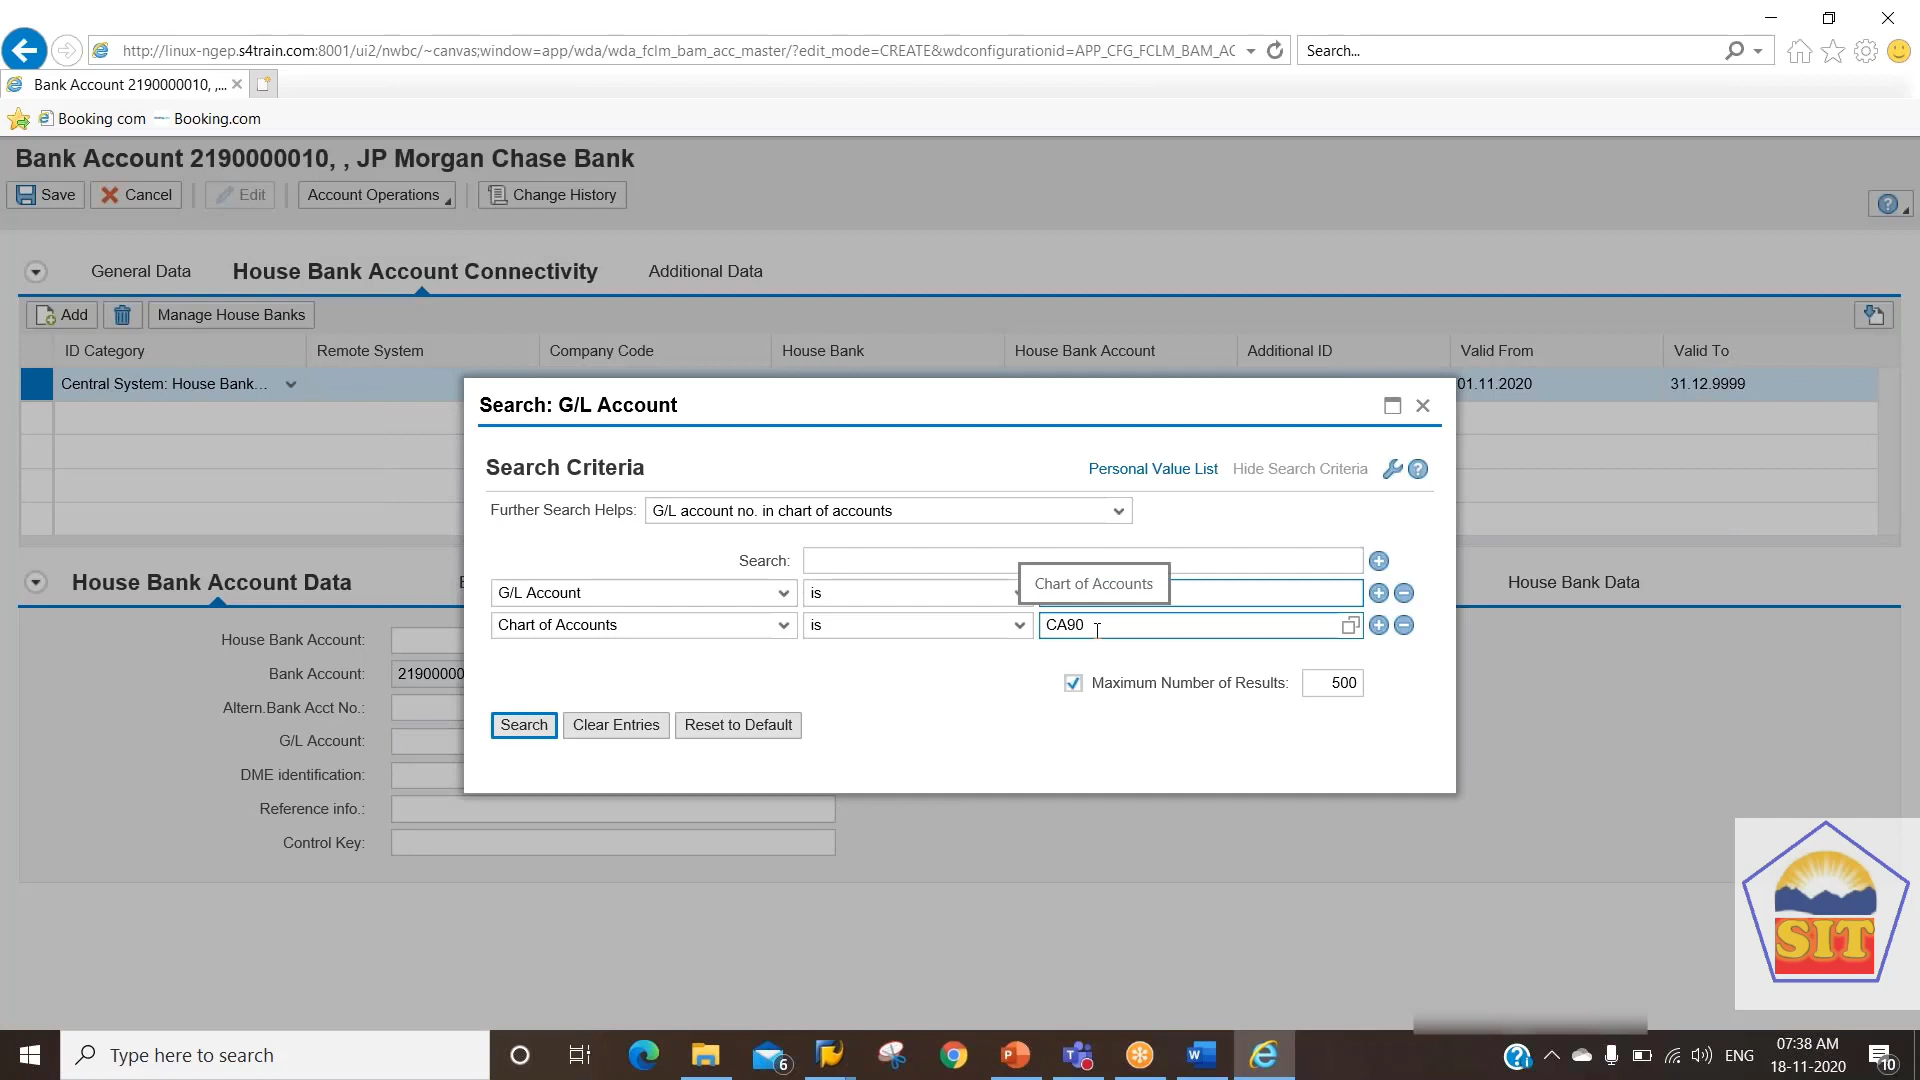 http://linux-ngep.s4train.com:8001/ui2/nwbc/~canvas;window=app/wda/wda_fclm_bam_acc_master/?edit_mode=CREATE&wdconfigurationid=APP_CFG_FCLM_BAM_AC
Search...
Bank Account 2190000010, ,...
Booking com
Booking.com
Bank Account 2190000010, , JP Morgan Chase Bank
Save
Cancel
Edit
Account Operations
Change History
General Data
House Bank Account Connectivity
Additional Data
Add
Manage House Banks
ID Category
Remote System
Company Code
House Bank
House Bank Account
Additional ID
Valid From
Valid To
Central System: House Bank...
01.11.2020
31.12.9999
Search: G/L Account
Search Criteria
Personal Value List
Hide Search Criteria
Further Search Helps:
G/L account no. in chart of accounts
Search:
Chart of Accounts
G/L Account
is
Chart of Accounts
is
CA90
Maximum Number of Results:
500
Search
Clear Entries
Reset to Default
House Bank Account Data
House Bank Data
House Bank Account:
Bank Account:
21900000
Altern.Bank Acct No.:
G/L Account:
DME identification:
Reference info.:
Control Key:
SIT
Type here to search
6
ENG
07:38 AM
18-11-2020
10